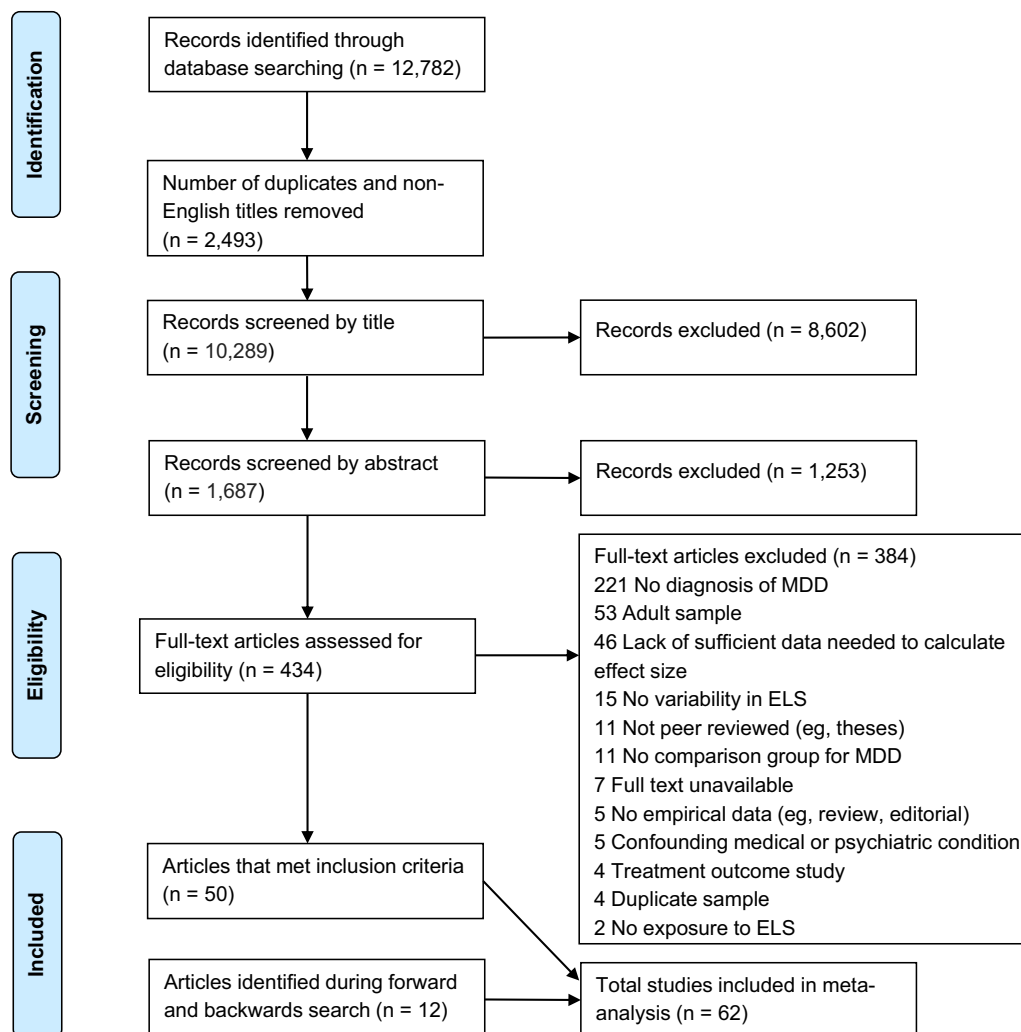 Identification
Records identified through
database searching (n = 12,782)
Number of duplicates and non-
English titles removed
(n = 2,493)
Screening
Records screened by title
(n = 10,289)
Records excluded (n = 8,602)
Records screened by abstract
(n = 1,687)
Records excluded (n = 1,253)
Eligibility
Full-text articles assessed for
eligibility (n = 434)
Full-text articles excluded (n = 384)
221 No diagnosis of MDD
53 Adult sample
46 Lack of sufficient data needed to calculate
effect size
15 No variability in ELS
11 Not peer reviewed (eg, theses)
11 No comparison group for MDD
7 Full text unavailable
5 No empirical data (eg, review, editorial)
5 Confounding medical or psychiatric condition
4 Treatment outcome study
4 Duplicate sample
2 No exposure to ELS
Included
Articles that met inclusion criteria
(n = 50)
Articles identified during forward
and backwards search (n = 12)
Total studies included in meta-
analysis (n = 62)